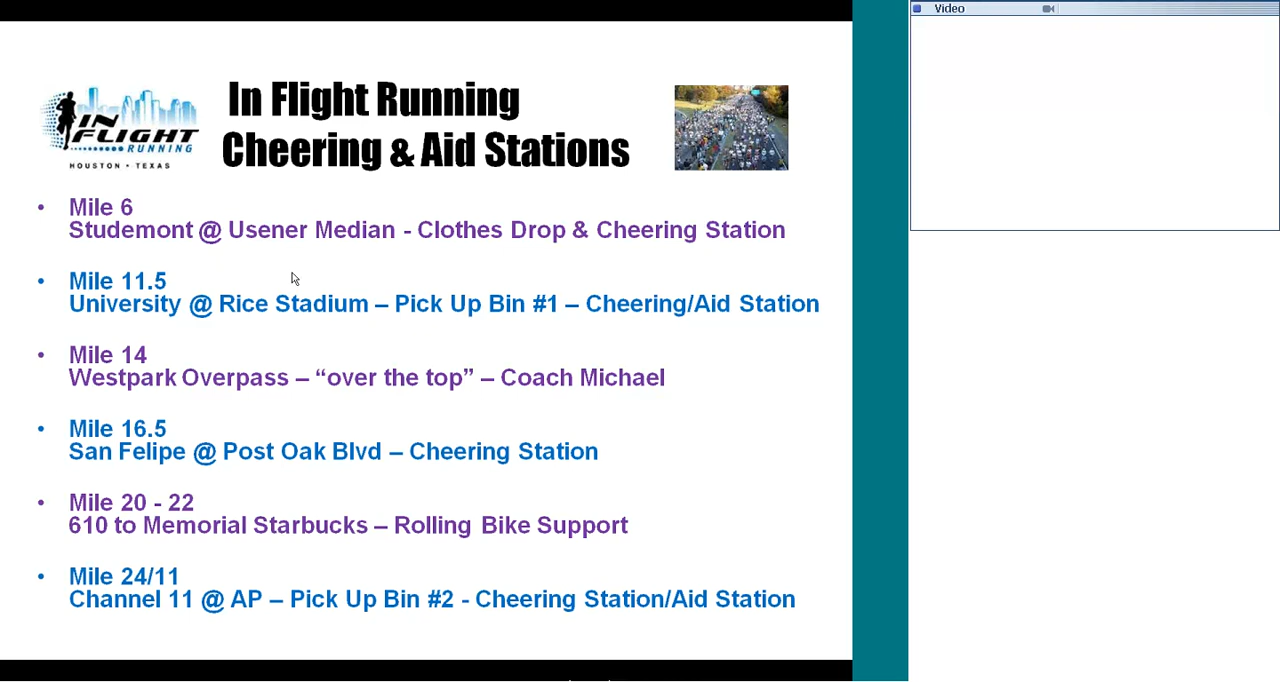 Video
In Flight Running
Cheering & Aid Stations
IN
FLIGHT
RUNNING
HOUSTON • TEXAS
• Mile 6
Studemont @ Usener Median - Clothes Drop & Cheering Station
• Mile 11.5
University @ Rice Stadium – Pick Up Bin #1 – Cheering/Aid Station
• Mile 14
Westpark Overpass – “over the top” – Coach Michael
• Mile 16.5
San Felipe @ Post Oak Blvd – Cheering Station
• Mile 20 - 22
610 to Memorial Starbucks – Rolling Bike Support
• Mile 24/11
Channel 11 @ AP – Pick Up Bin #2 - Cheering Station/Aid Station